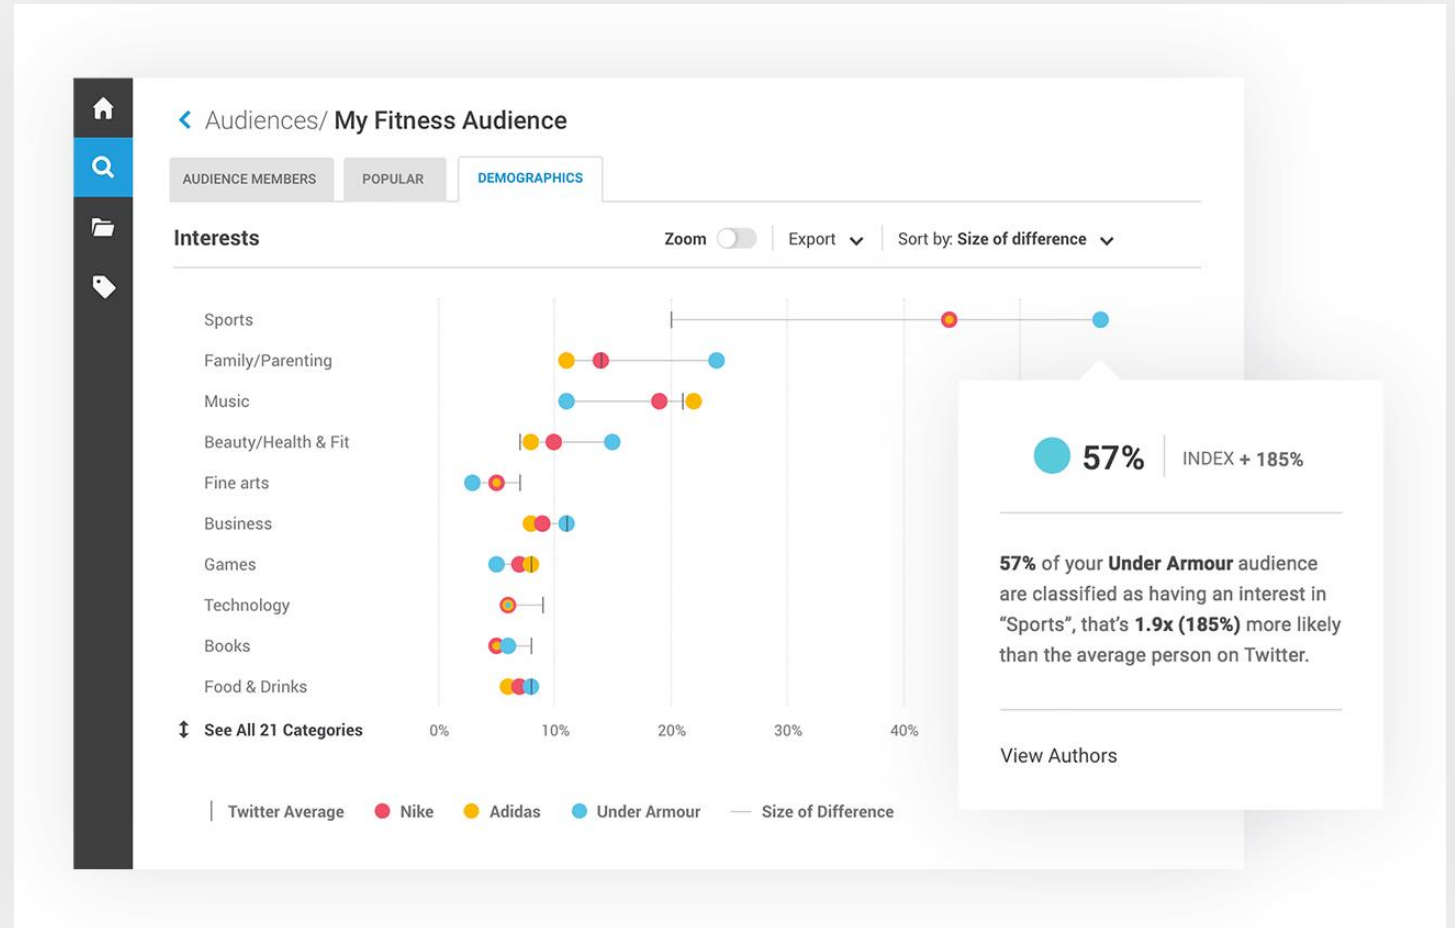 Audiences/ My Fitness Audience
AUDIENCE MEMBERS
POPULAR
DEMOGRAPHICS
Interests
Zoom
Export
Sort by: Size of difference
Sports
Family/Parenting
Music
Beauty/Health & Fit
Fine arts
Business
Games
Technology
Books
Food & Drinks
See All 21 Categories
0% 10% 20% 30% 40%
Twitter Average Nike Adidas Under Armour Size of Difference
57% INDEX + 185%
57% of your Under Armour audience
are classified as having an interest in
“Sports”, that’s 1.9x (185%) more likely
than the average person on Twitter.
View Authors